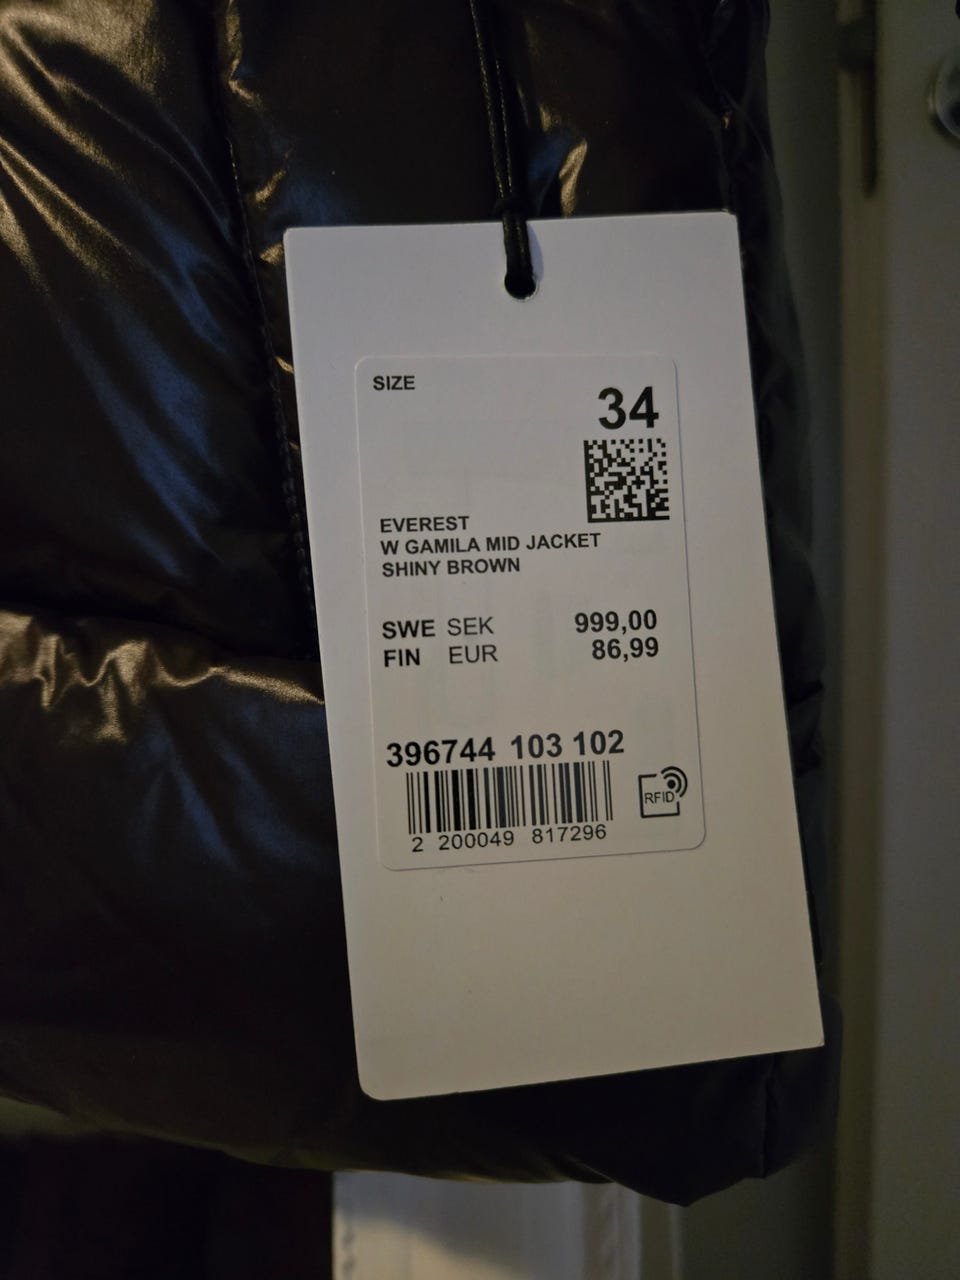 SIZE
34
EVEREST
W GAMILA MID JACKET
SHINY BROWN
SWE SEK 999,00
FIN EUR 86,99
396744 103 102
RFID
2 200049 817296